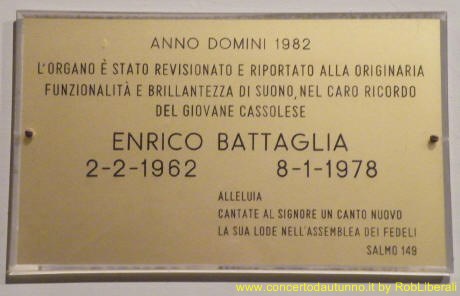 ANNO DOMINI 1982
L'ORGANO È STATO REVISIONATO E RIPORTATO ALLA ORIGINARIA
FUNZIONALITÀ E BRILLANTEZZA DI SUONO, NEL CARO RICORDO
DEL GIOVANE CASSOLESE
ENRICO BATTAGLIA
2-2-1962 8-1-1978
ALLELUIA
CANTATE AL SIGNORE UN CANTO NUOVO
LA SUA LODE NELL'ASSEMBLEA DEI FEDELI
SALMO 149
www.concertodautunno.it by RobLiberali